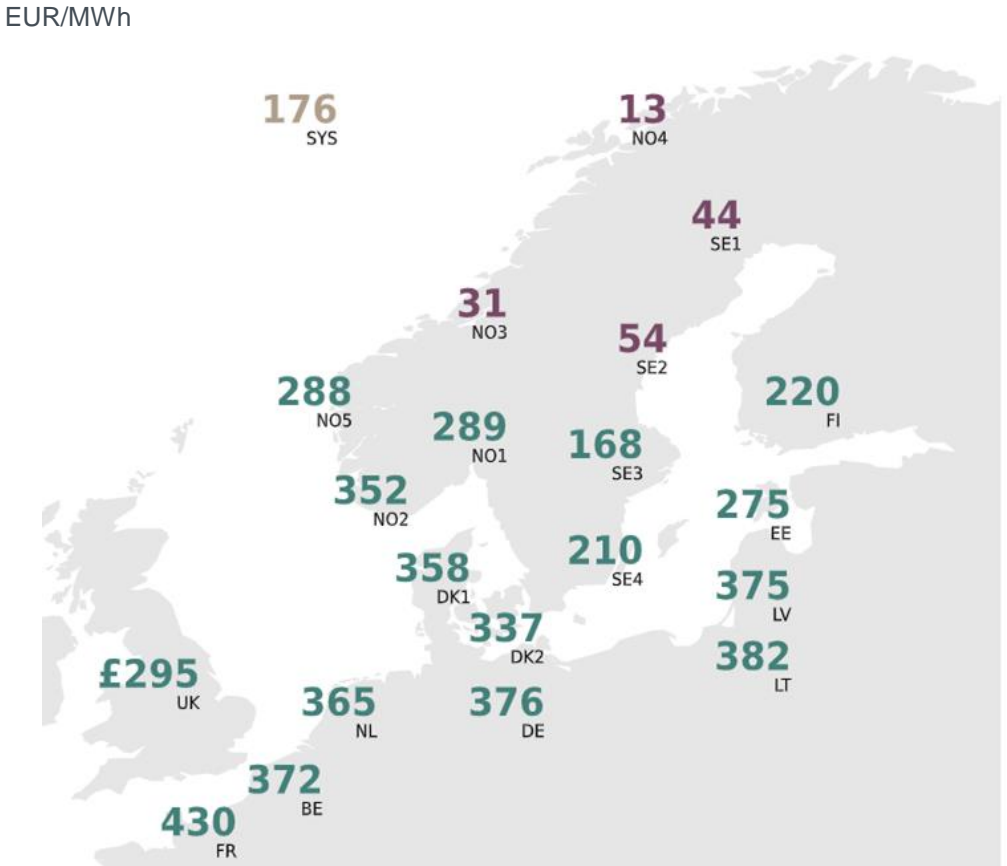 EUR/MWh
176
SYS
13
NO4
44
SE1
31
NO3
54
SE2
288
NO5
220
FI
289
NO1
168
SE3
352
NO2
275
EE
210
SE4
358
DK1
375
LV
337
DK2
382
LT
£295
UK
365
NL
376
DE
372
BE
430
FR